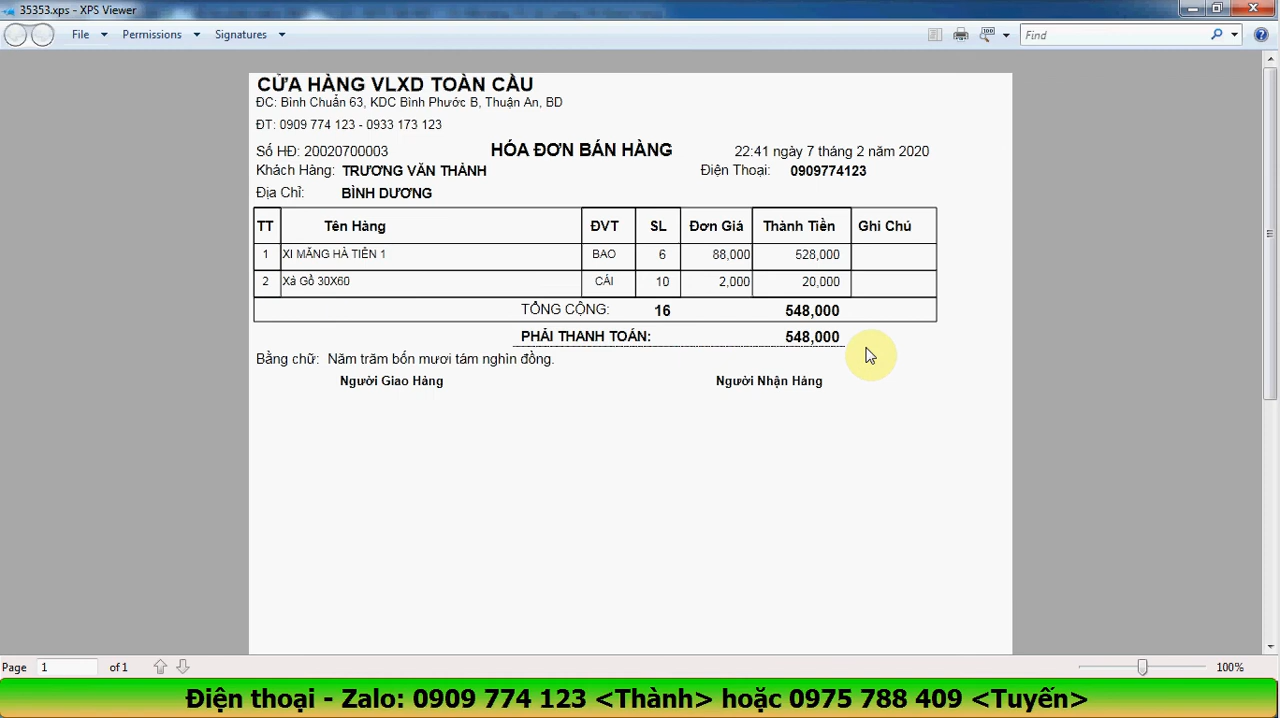 35353.xps - XPS Viewer
File Permissions Signatures Find
CỬA HÀNG VLXD TOÀN CẦU
ĐC: Bình Chuẩn 63, KDC Bình Phước B, Thuận An, BD
ĐT: 0909 774 123 - 0933 173 123
Số HĐ: 20020700003 HÓA ĐƠN BÁN HÀNG 22:41 ngày 7 tháng 2 năm 2020
Khách Hàng: TRƯƠNG VĂN THÀNH Điện Thoại: 0909774123
Địa Chỉ: BÌNH DƯƠNG
TT Tên Hàng ĐVT SL Đơn Giá Thành Tiền Ghi Chú
1 XI MĂNG HÀ TIÊN 1 BAO 6 88,000 528,000
2 Xà Gồ 30X60 CÁI 10 2,000 20,000
TỔNG CỘNG: 16 548,000
PHẢI THANH TOÁN: 548,000
Bằng chữ: Năm trăm bốn mươi tám nghìn đồng.
Người Giao Hàng Người Nhận Hàng
Page 1 of 1 100%
Điện thoại - Zalo: 0909 774 123 <Thành> hoặc 0975 788 409 <Tuyến>